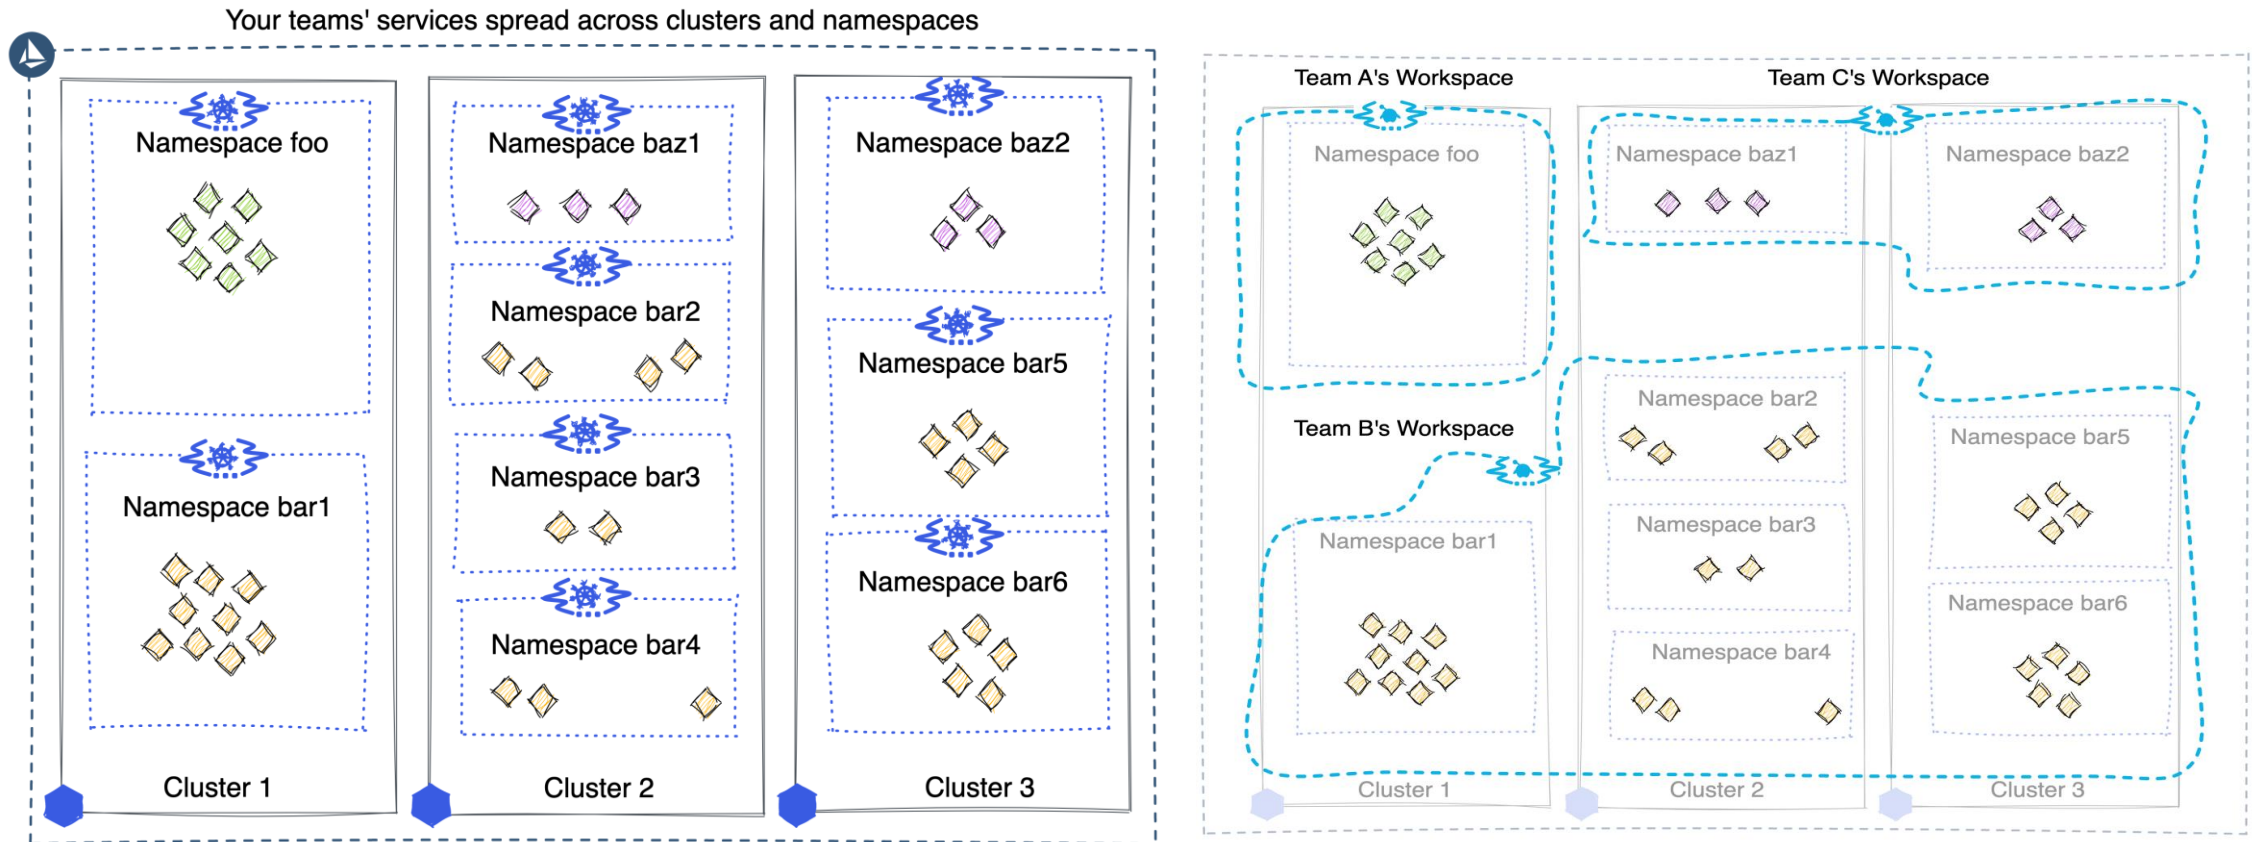 Your teams' services spread across clusters and namespaces
Namespace foo
Namespace bar1
Cluster 1
Namespace baz1
Namespace bar2
Namespace bar3
Namespace bar4
Cluster 2
Namespace baz2
Namespace bar5
Namespace bar6
Cluster 3
Team A's Workspace
Team C's Workspace
Namespace foo
Team B's Workspace
Namespace bar1
Cluster 1
Namespace baz1
Namespace bar2
Namespace bar3
Namespace bar4
Cluster 2
Namespace baz2
Namespace bar5
Namespace bar6
Cluster 3